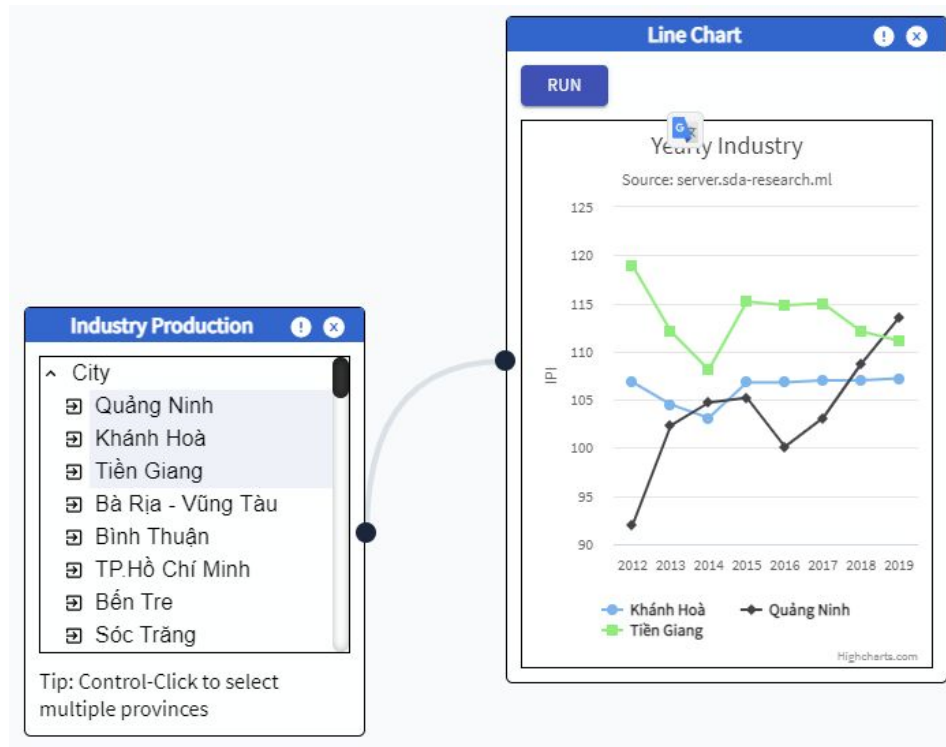 Line Chart
RUN
Yearly Industry
Source: server.sda-research.ml
125
120
115
110
105
100
95
90
IPI
2012 2013 2014 2015 2016 2017 2018 2019
Khánh Hoà
Quảng Ninh
Tiền Giang
Highcharts.com
Industry Production
City
Quảng Ninh
Khánh Hoà
Tiền Giang
Bà Rịa - Vũng Tàu
Bình Thuận
TP.Hồ Chí Minh
Bến Tre
Sóc Trăng
Tip: Control-Click to select
multiple provinces